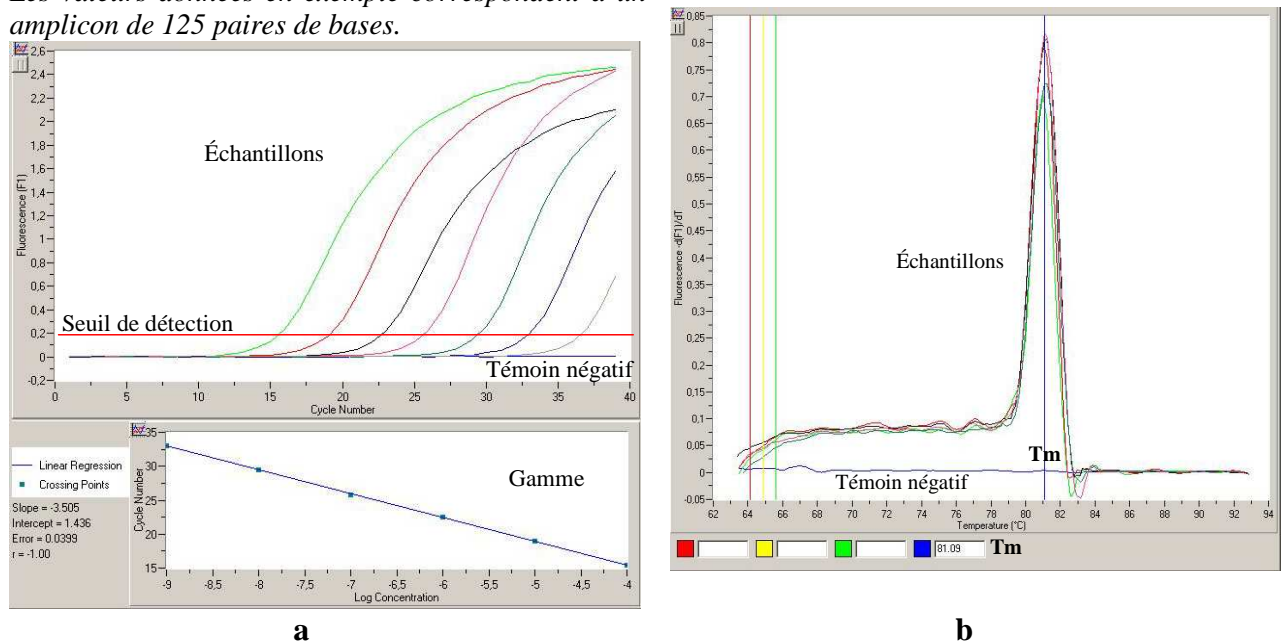 Les valeurs données en exemple correspondent à un
amplicon de 125 paires de bases.
2,6
2,4
2,2
2
1,8
1,6
1,4
1,2
1
0,8
0,6
0,4
0,2
0
-0,2
Fluorescence (F1)
Échantillons
Seuil de détection
Témoin négatif
0 5 10 15 20 25 30 35 40
Cycle Number
Linear Regression
Crossing Points
Slope = -3.505
Intercept = 1.436
Error = 0.0399
r = -1.00
35
30
25
20
15
Cycle Number
Gamme
-9 -8,5 -8 -7,5 -7 -6,5 -6 -5,5 -5 -4,5 -4
Log Concentration
a
0,85
0,8
0,75
0,7
0,65
0,6
0,55
0,5
0,45
0,4
0,35
0,3
0,25
0,2
0,15
0,1
0,05
0
-0,05
Fluorescence -d(F1)/dT
Échantillons
Tm
Témoin négatif
62 64 66 68 70 72 74 76 78 80 82 84 86 88 90 92 94
Temperature (°C)
81.09 Tm
b